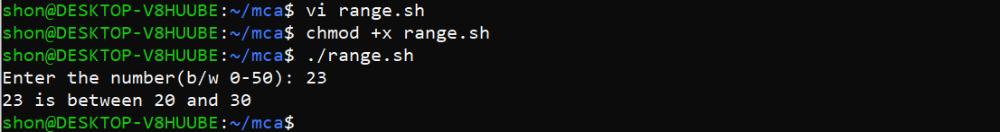 shon@DESKTOP-V8HUUBE:~/mca$ vi range.sh
shon@DESKTOP-V8HUUBE:~/mca$ chmod +x range.sh
shon@DESKTOP-V8HUUBE:~/mca$ ./range.sh
Enter the number(b/w 0-50): 23
23 is between 20 and 30
shon@DESKTOP-V8HUUBE:~/mca$